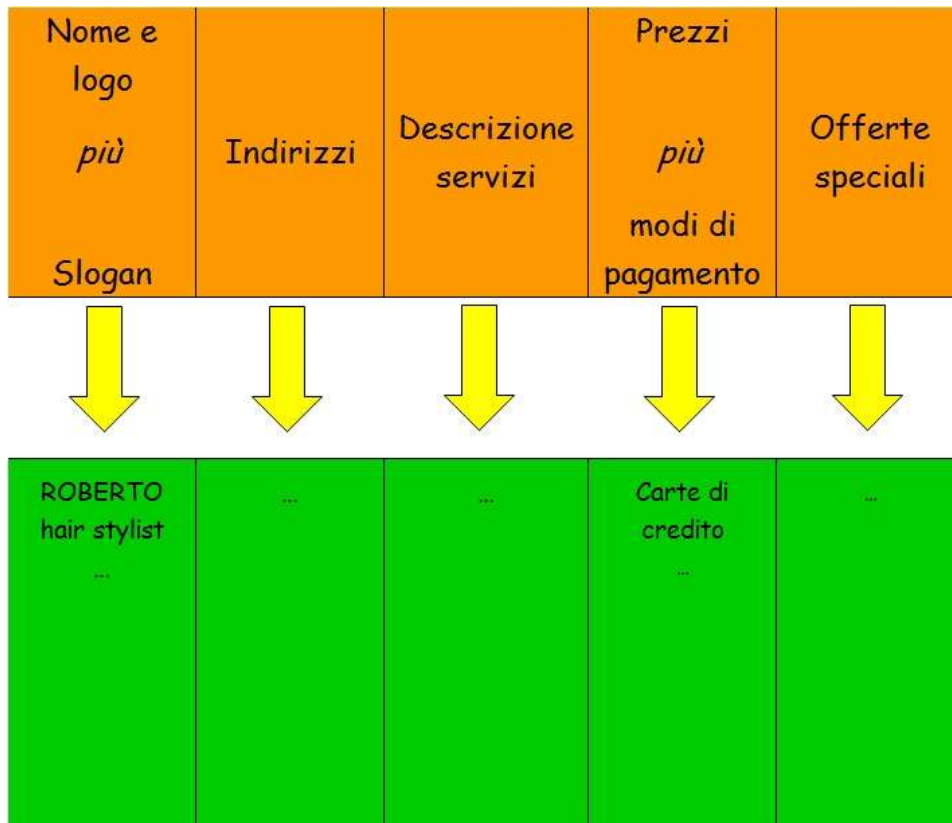 Nome e
logo
più
Slogan
Indirizzi
Descrizione
servizi
Prezzi
più
modi di
pagamento
Offerte
speciali
ROBERTO
hair stylist
...
...
...
Carte di
credito
...
...